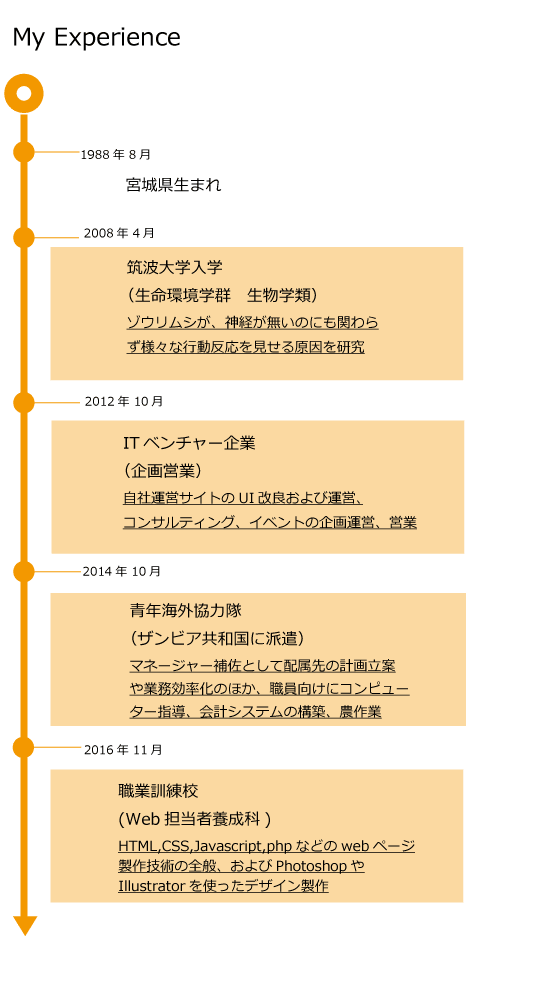 My Experience
1988 年 8 月
宮城県生まれ
2008 年 4 月
筑波大学入学
（生命環境学群　生物学類）
ゾウリムシが、神経が無いのにも関わら
ず様々な行動反応を見せる原因を研究
2012 年 10 月
IT ベンチャー企業
（企画営業）
自社運営サイトの UI 改良および運営、
コンサルティング、イベントの企画運営、営業
2014 年 10 月
青年海外協力隊
（ザンビア共和国に派遣）
マネージャー補佐として配属先の計画立案
や業務効率化のほか、職員向けにコンピュー
ター指導、会計システムの構築、農作業
2016 年 11 月
職業訓練校
(Web 担当者養成科 )
HTML,CSS,Javascript,php などの web ページ
製作技術の全般、および Photoshop や
Illustrator を使ったデザイン製作